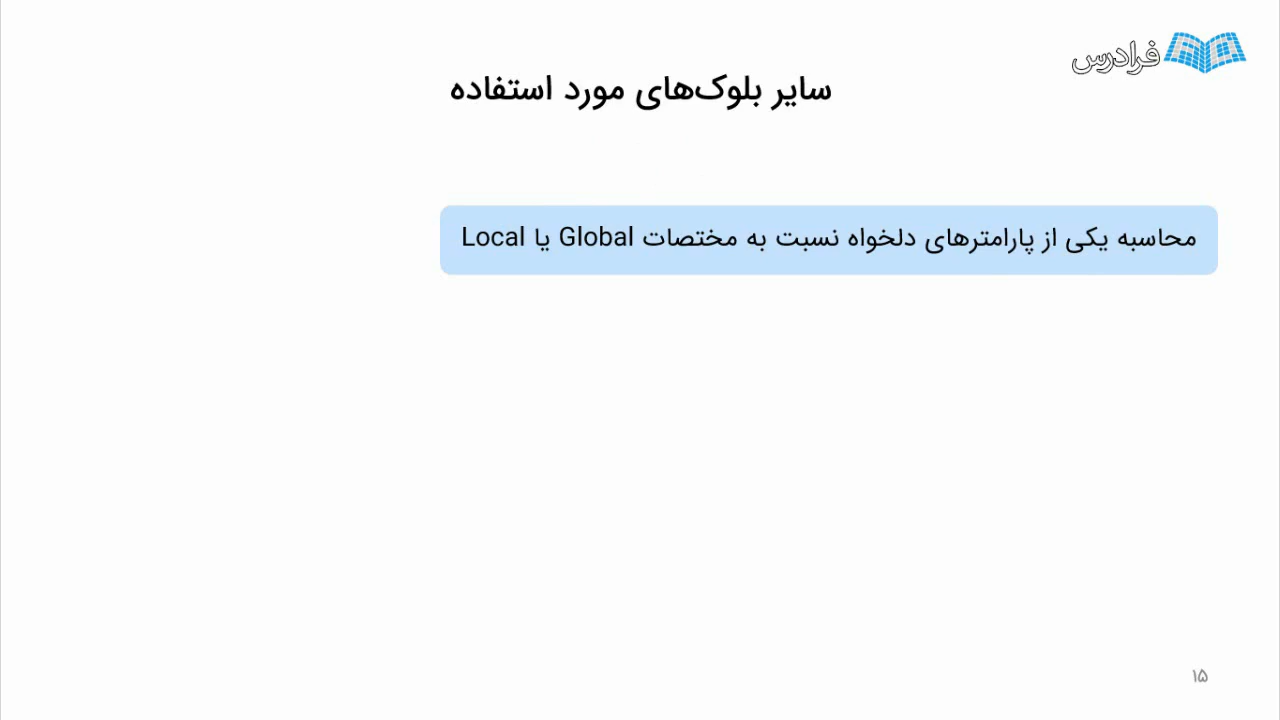 فرادرس
سایر بلوک‌های مورد استفاده
محاسبه یکی از پارامترهای دلخواه نسبت به مختصات Global یا Local
۱۵